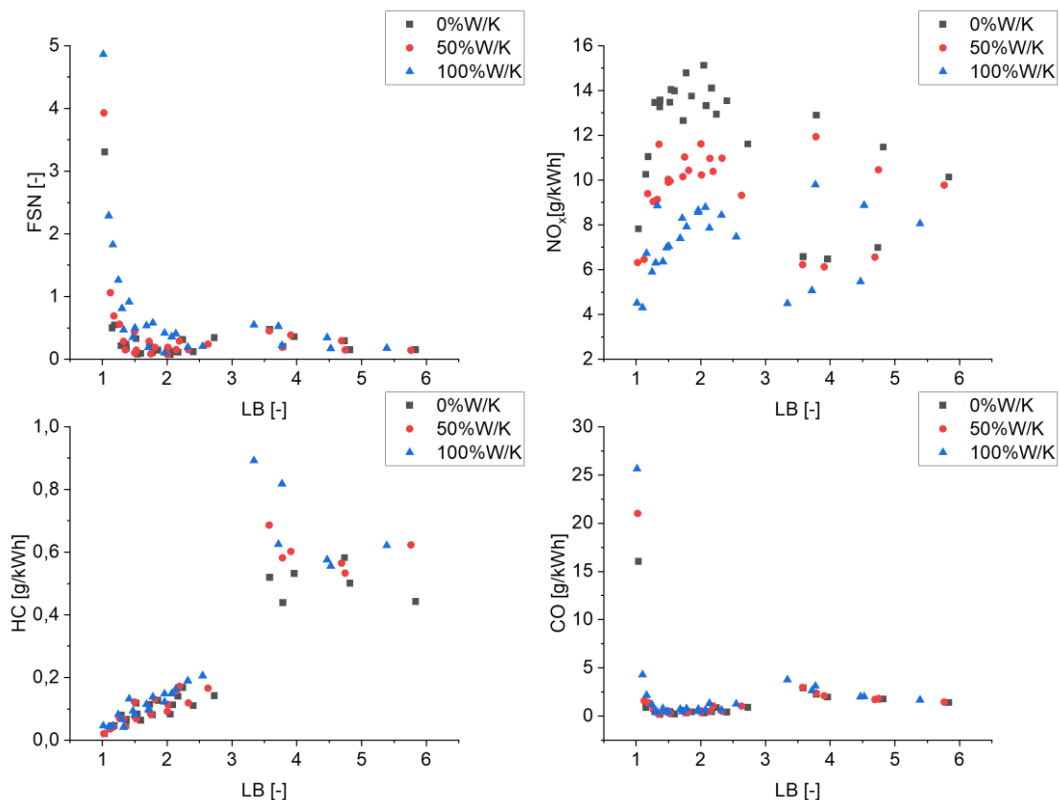 0%W/K
50%W/K
100%W/K
FSN [-]
5
4
3
2
1
0
1 2 3 4 5 6
LB [-]
0%W/K
50%W/K
100%W/K
NOₓ[g/kWh]
16
14
12
10
8
6
4
2
1 2 3 4 5 6
LB [-]
0%W/K
50%W/K
100%W/K
HC [g/kWh]
1,0
0,8
0,6
0,4
0,2
0,0
1 2 3 4 5 6
LB [-]
0%W/K
50%W/K
100%W/K
CO [g/kWh]
30
25
20
15
10
5
0
1 2 3 4 5 6
LB [-]